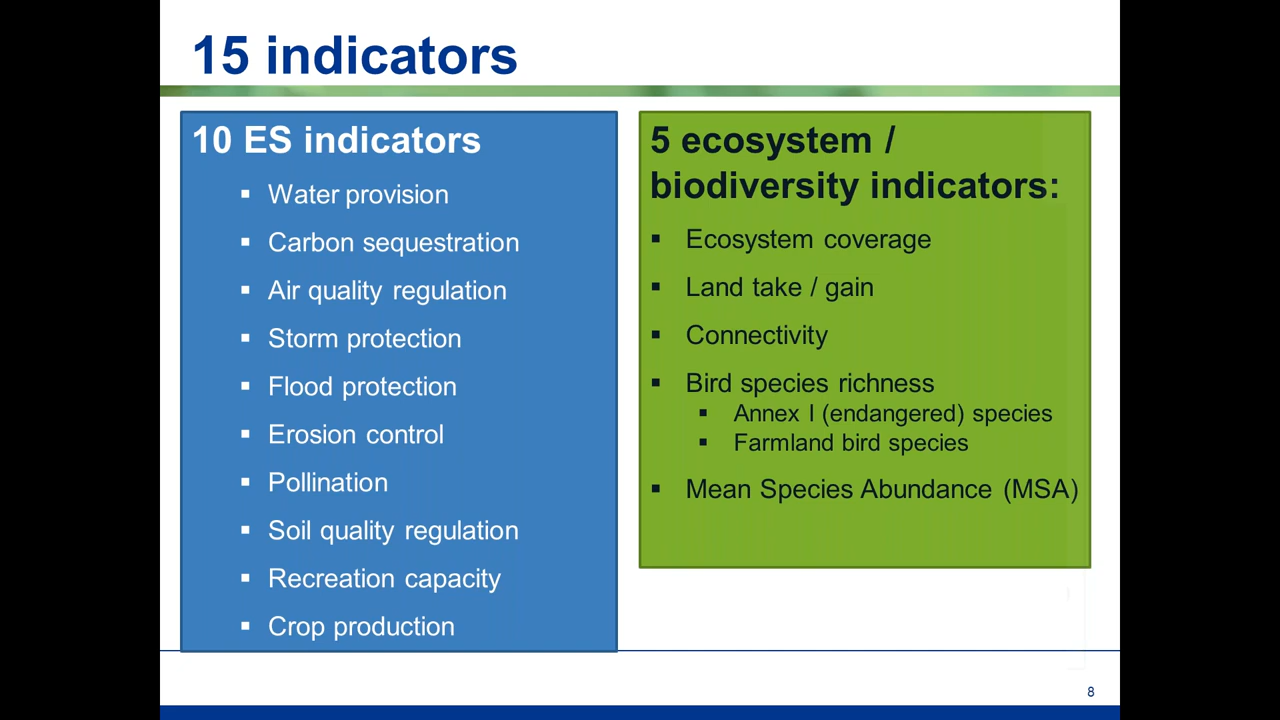 15 indicators
10 ES indicators
▪ Water provision
▪ Carbon sequestration
▪ Air quality regulation
▪ Storm protection
▪ Flood protection
▪ Erosion control
▪ Pollination
▪ Soil quality regulation
▪ Recreation capacity
▪ Crop production
5 ecosystem /
biodiversity indicators:
▪ Ecosystem coverage
▪ Land take / gain
▪ Connectivity
▪ Bird species richness
▪ Annex I (endangered) species
▪ Farmland bird species
▪ Mean Species Abundance (MSA)
8